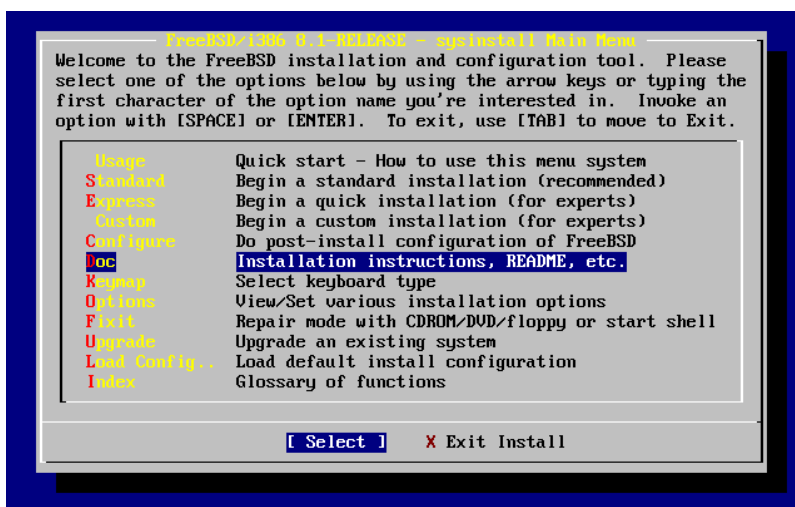 FreeBSD/i386 8.1-RELEASE - sysinstall Main Menu
Welcome to the FreeBSD installation and configuration tool.  Please
select one of the options below by using the arrow keys or typing the
first character of the option name you're interested in.  Invoke an
option with [SPACE] or [ENTER].  To exit, use [TAB] to move to Exit.
Usage Quick start - How to use this menu system
Standard Begin a standard installation (recommended)
Express Begin a quick installation (for experts)
Custom Begin a custom installation (for experts)
Configure Do post-install configuration of FreeBSD
Doc Installation instructions, README, etc.
Keymap Select keyboard type
Options View/Set various installation options
Fixit Repair mode with CDROM/DVD/floppy or start shell
Upgrade Upgrade an existing system
Load Config.. Load default install configuration
Index Glossary of functions
[ Select ] X Exit Install